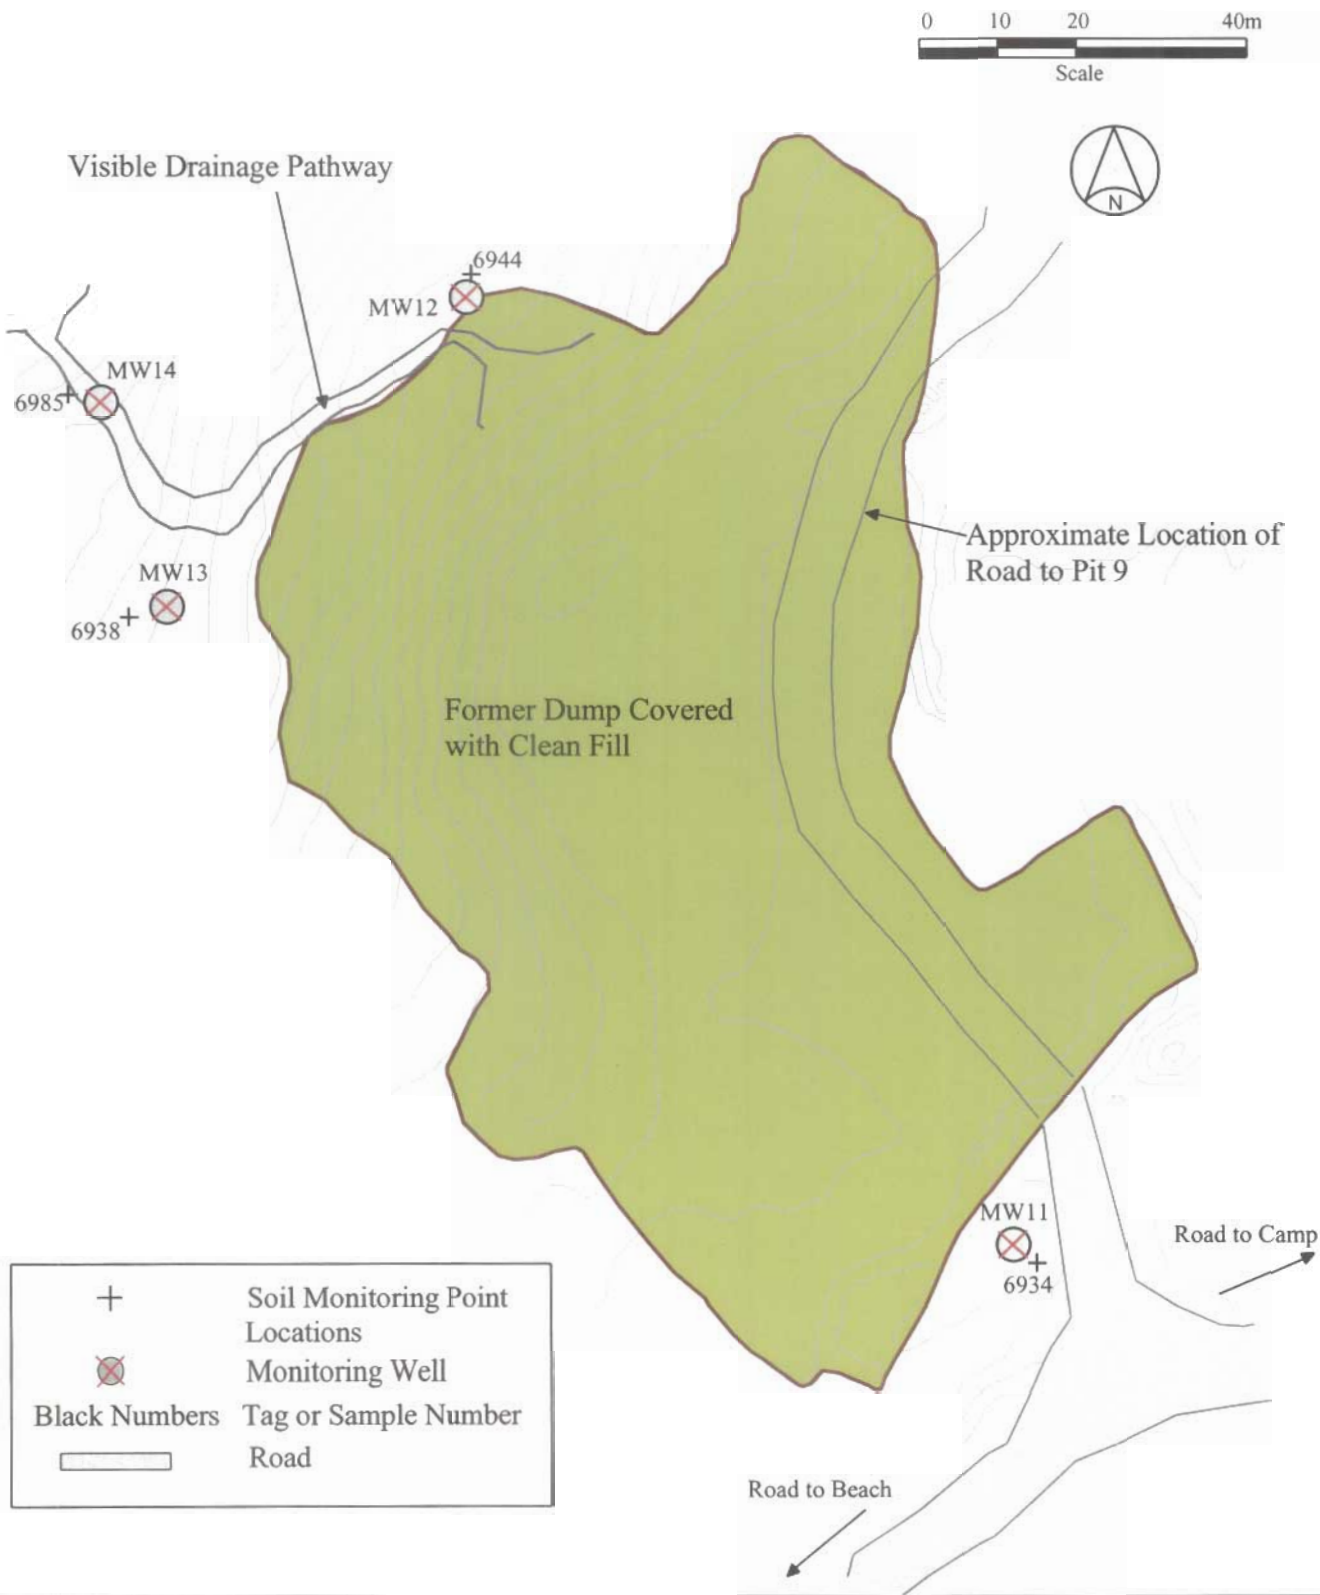 0 10 20 40m
Scale
Visible Drainage Pathway
N
6944
MW12
MW14
6985
Approximate Location of
Road to Pit 9
MW13
6938
Former Dump Covered
with Clean Fill
MW11
Road to Camp
6934
Soil Monitoring Point
Locations
Monitoring Well
Black Numbers Tag or Sample Number
Road
Road to Beach